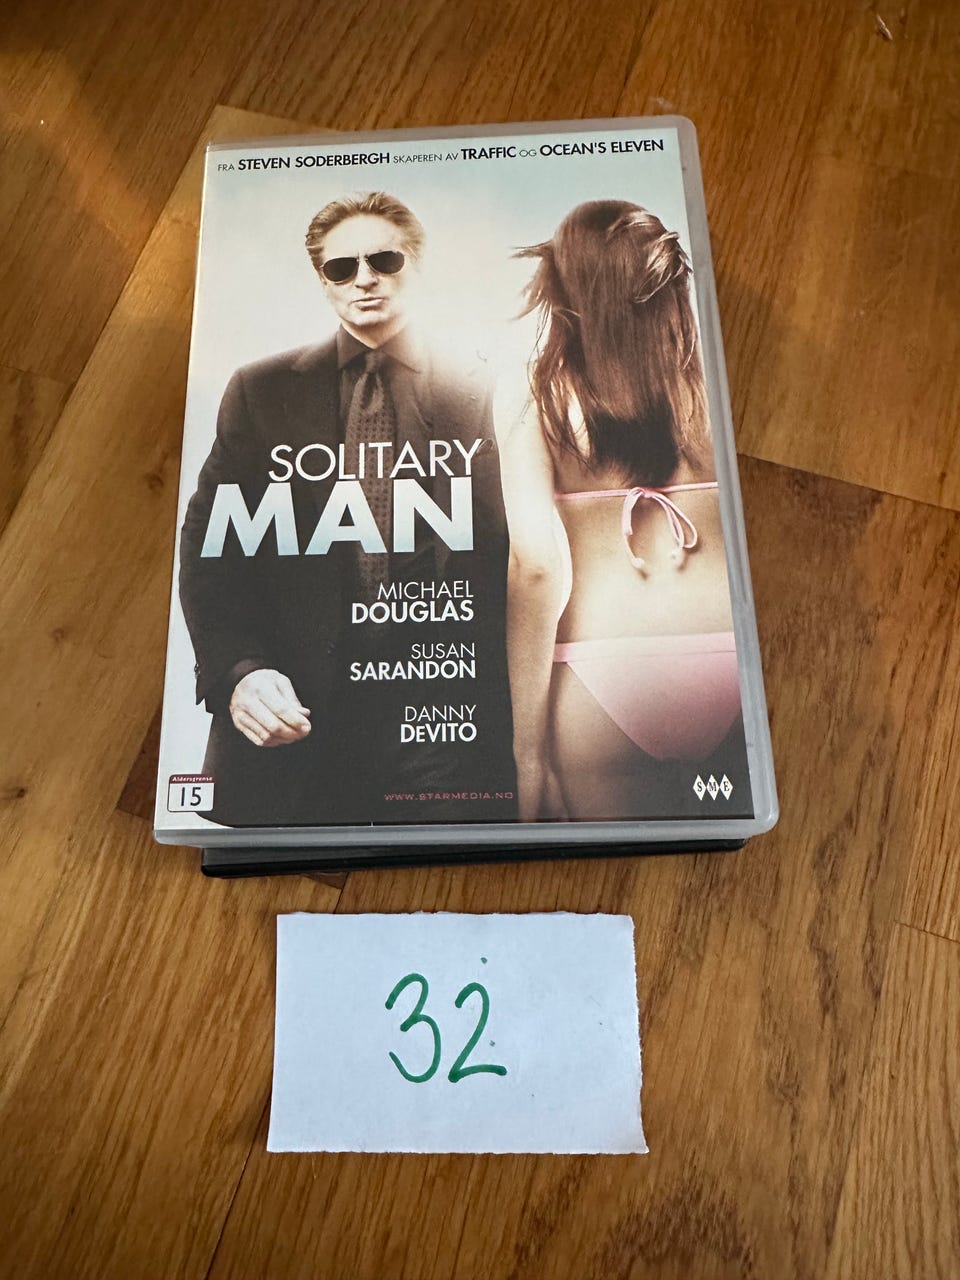 FRA STEVEN SODERBERGH SKAPEREN AV TRAFFIC OG OCEAN'S ELEVEN
SOLITARY
MAN
MICHAEL
DOUGLAS
SUSAN
SARANDON
DANNY
DEVITO
Aldersgrense
15
WWW.STARMEDIA.NO
SME
32